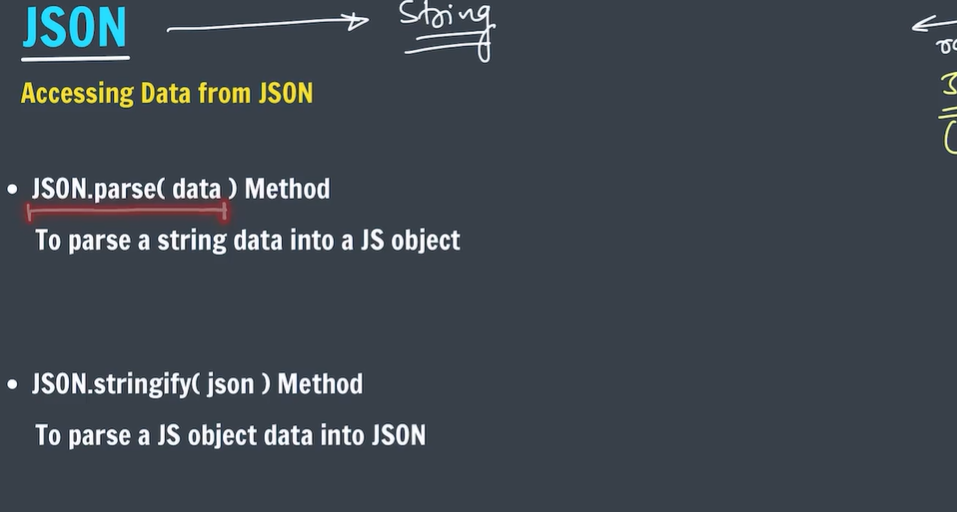 JSON
String
Accessing Data from JSON
• JSON.parse( data ) Method
To parse a string data into a JS object
• JSON.stringify( json ) Method
To parse a JS object data into JSON